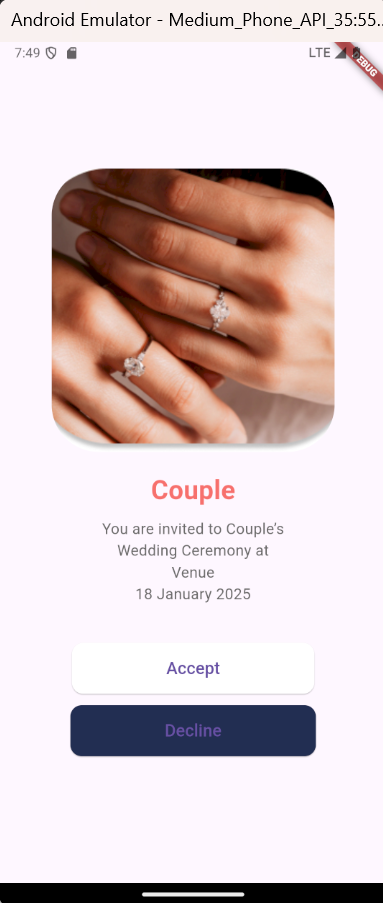 Android Emulator - Medium_Phone_API_35:55..
7:49
LTE
DEBUG
Couple
You are invited to Couple's
Wedding Ceremony at
Venue
18 January 2025
Accept
Decline